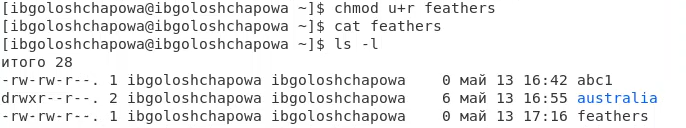 [ibgoloshchapowa@ibgoloshchapowa ~]$ chmod u+r feathers
[ibgoloshchapowa@ibgoloshchapowa ~]$ cat feathers
[ibgoloshchapowa@ibgoloshchapowa ~]$ ls -l
итого 28
-rw-rw-r--. 1 ibgoloshchapowa ibgoloshchapowa    0 май 13 16:42 abc1
drwxr--r--. 2 ibgoloshchapowa ibgoloshchapowa    6 май 13 16:55 australia
-rw-rw-r--. 1 ibgoloshchapowa ibgoloshchapowa    0 май 13 17:16 feathers